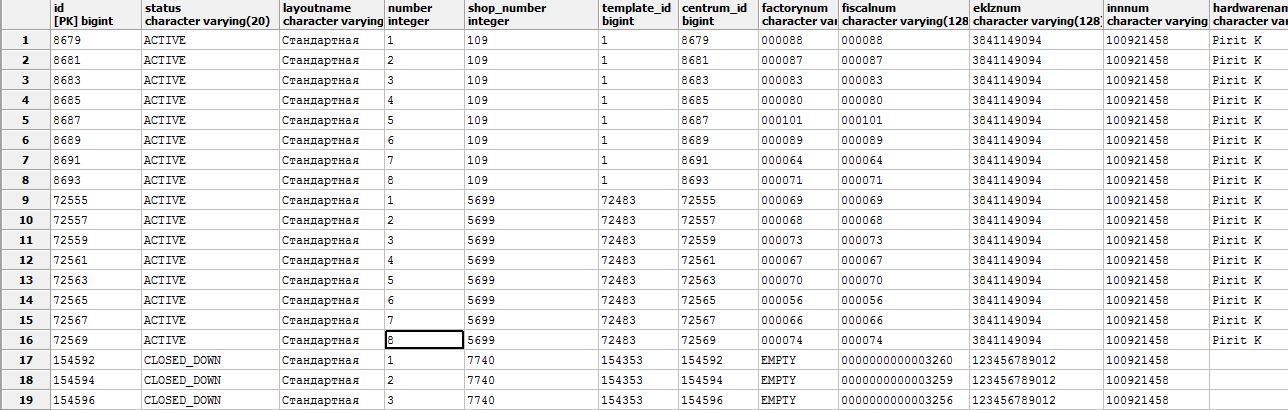 id status layoutname number shop_number template_id centrum_id factorynum fiscalnum eklznum innnum hardwarenam
[PK] bigint character varying(20) character varying integer integer bigint bigint character var character varying(128 character varying(128) character varying character va
1 8679 ACTIVE Стандартная 1 109 1 8679 000088 000088 3841149094 100921458 Pirit K
2 8681 ACTIVE Стандартная 2 109 1 8681 000087 000087 3841149094 100921458 Pirit K
3 8683 ACTIVE Стандартная 3 109 1 8683 000083 000083 3841149094 100921458 Pirit K
4 8685 ACTIVE Стандартная 4 109 1 8685 000080 000080 3841149094 100921458 Pirit K
5 8687 ACTIVE Стандартная 5 109 1 8687 000101 000101 3841149094 100921458 Pirit K
6 8689 ACTIVE Стандартная 6 109 1 8689 000089 000089 3841149094 100921458 Pirit K
7 8691 ACTIVE Стандартная 7 109 1 8691 000064 000064 3841149094 100921458 Pirit K
8 8693 ACTIVE Стандартная 8 109 1 8693 000071 000071 3841149094 100921458 Pirit K
9 72555 ACTIVE Стандартная 1 5699 72483 72555 000069 000069 3841149094 100921458 Pirit K
10 72557 ACTIVE Стандартная 2 5699 72483 72557 000068 000068 3841149094 100921458 Pirit K
11 72559 ACTIVE Стандартная 3 5699 72483 72559 000073 000073 3841149094 100921458 Pirit K
12 72561 ACTIVE Стандартная 4 5699 72483 72561 000067 000067 3841149094 100921458 Pirit K
13 72563 ACTIVE Стандартная 5 5699 72483 72563 000070 000070 3841149094 100921458 Pirit K
14 72565 ACTIVE Стандартная 6 5699 72483 72565 000056 000056 3841149094 100921458 Pirit K
15 72567 ACTIVE Стандартная 7 5699 72483 72567 000066 000066 3841149094 100921458 Pirit K
16 72569 ACTIVE Стандартная 8 5699 72483 72569 000074 000074 3841149094 100921458 Pirit K
17 154592 CLOSED_DOWN Стандартная 1 7740 154353 154592 EMPTY 0000000000003260 123456789012 100921458
18 154594 CLOSED_DOWN Стандартная 2 7740 154353 154594 EMPTY 0000000000003259 123456789012 100921458
19 154596 CLOSED_DOWN Стандартная 3 7740 154353 154596 EMPTY 0000000000003256 123456789012 100921458